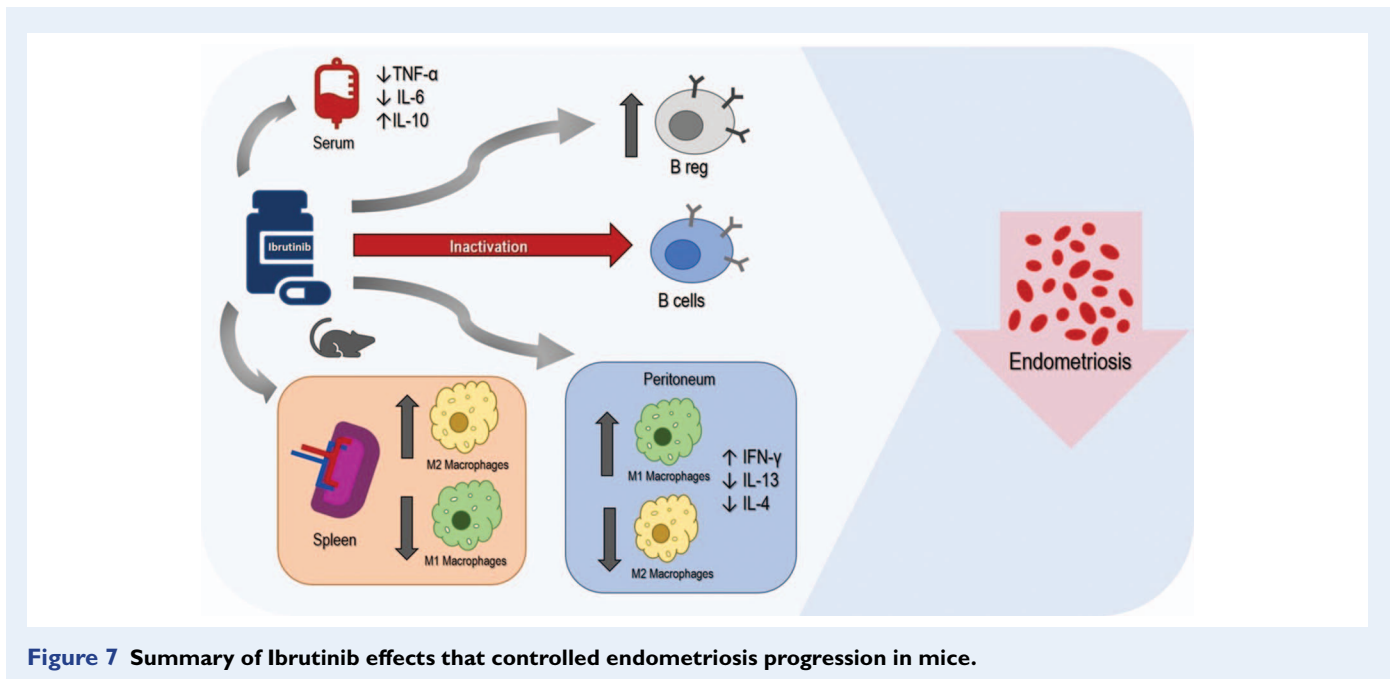 ↓TNF-α
↓ IL-6
↑IL-10
Serum
B reg
Ibrutinib
Inactivation
B cells
Endometriosis
Spleen
M2 Macrophages
M1 Macrophages
Peritoneum
M1 Macrophages
↑ IFN-γ
↓ IL-13
↓ IL-4
M2 Macrophages
Figure 7 Summary of Ibrutinib effects that controlled endometriosis progression in mice.